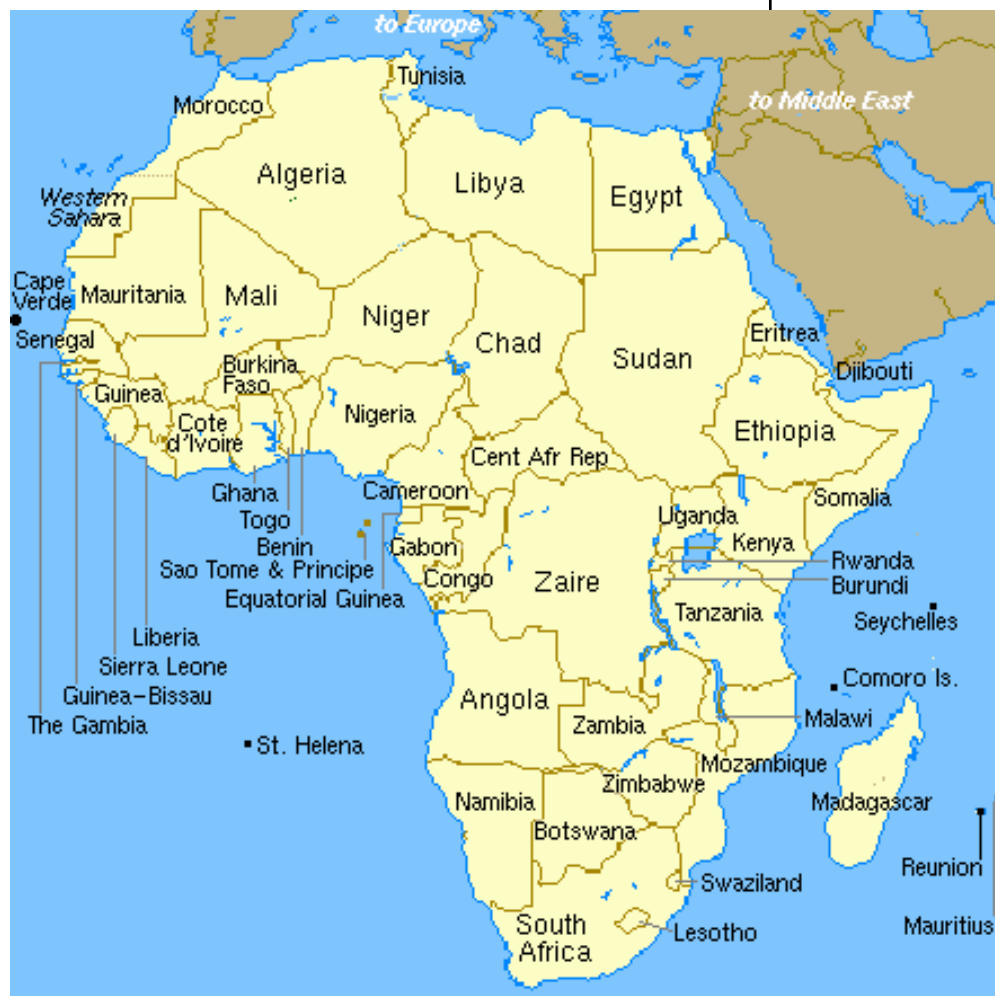 to Europe
Tunisia
to Middle East
Morocco
Algeria
Libya
Egypt
Western
Sahara
Cape
Verde
Mauritania
Mali
Niger
Chad
Sudan
Eritrea
Senegal
Burkina
Faso
Djibouti
Guinea
Nigeria
Cote
d'Ivoire
Ethiopia
Cent Afr Rep
Ghana
Cameroon
Somalia
Togo
Uganda
Benin
Gabon
Kenya
Sao Tome & Principe
Congo
Zaire
Rwanda
Burundi
Equatorial Guinea
Tanzania
Seychelles
Liberia
Sierra Leone
Guinea-Bissau
Comoro Is.
The Gambia
Angola
Zambia
Malawi
St. Helena
Mozambique
Zimbabwe
Namibia
Madagascar
Botswana
Reunion
Swaziland
South
Africa
Lesotho
Mauritius